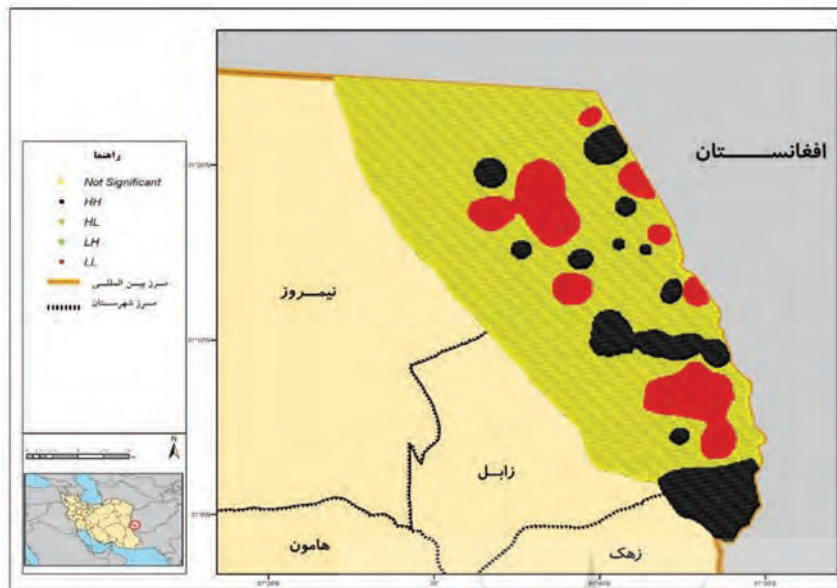 راهنما
Not Significant
HH
HL
LH
LL
مرز بین المللی
مرز شهرستان
N
افغانستان
نیمروز
زابل
هامون
زهک